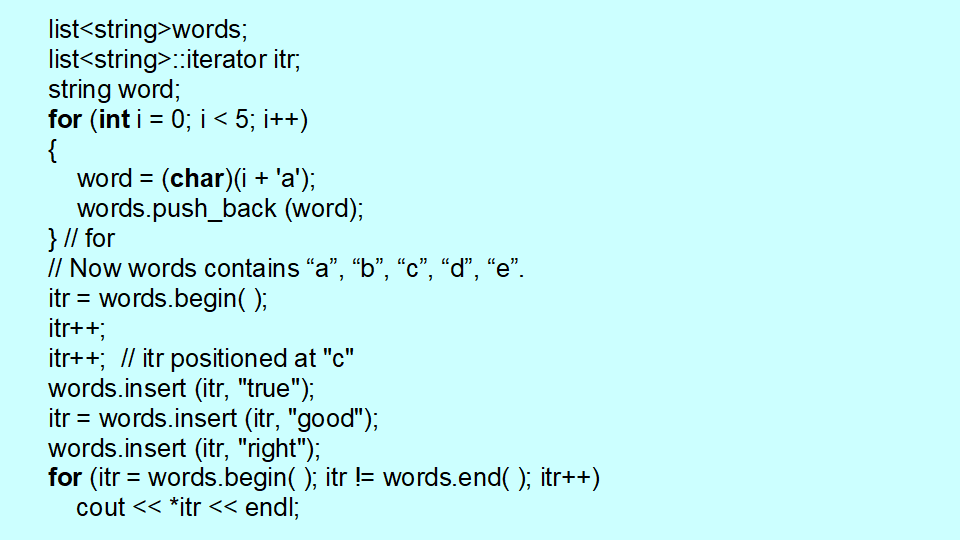 list<string>words;
list<string>::iterator itr;
string word;
for (int i = 0; i < 5; i++)
{
word = (char)(i + 'a');
words.push_back (word);
} // for
// Now words contains “a”, “b”, “c”, “d”, “e”.
itr = words.begin( );
itr++;
itr++;  // itr positioned at "c"
words.insert (itr, "true");
itr = words.insert (itr, "good");
words.insert (itr, "right");
for (itr = words.begin( ); itr != words.end( ); itr++)
cout << *itr << endl;